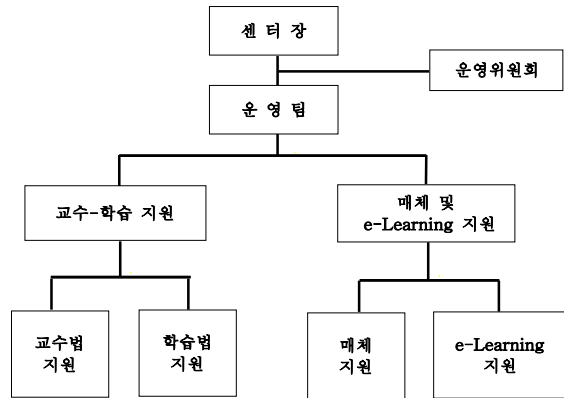 센 터 장
운영위원회
운 영 팀
교수-학습 지원
매체 및
e-Learning 지원
교수법
지원
학습법
지원
매체
지원
e-Learning
지원